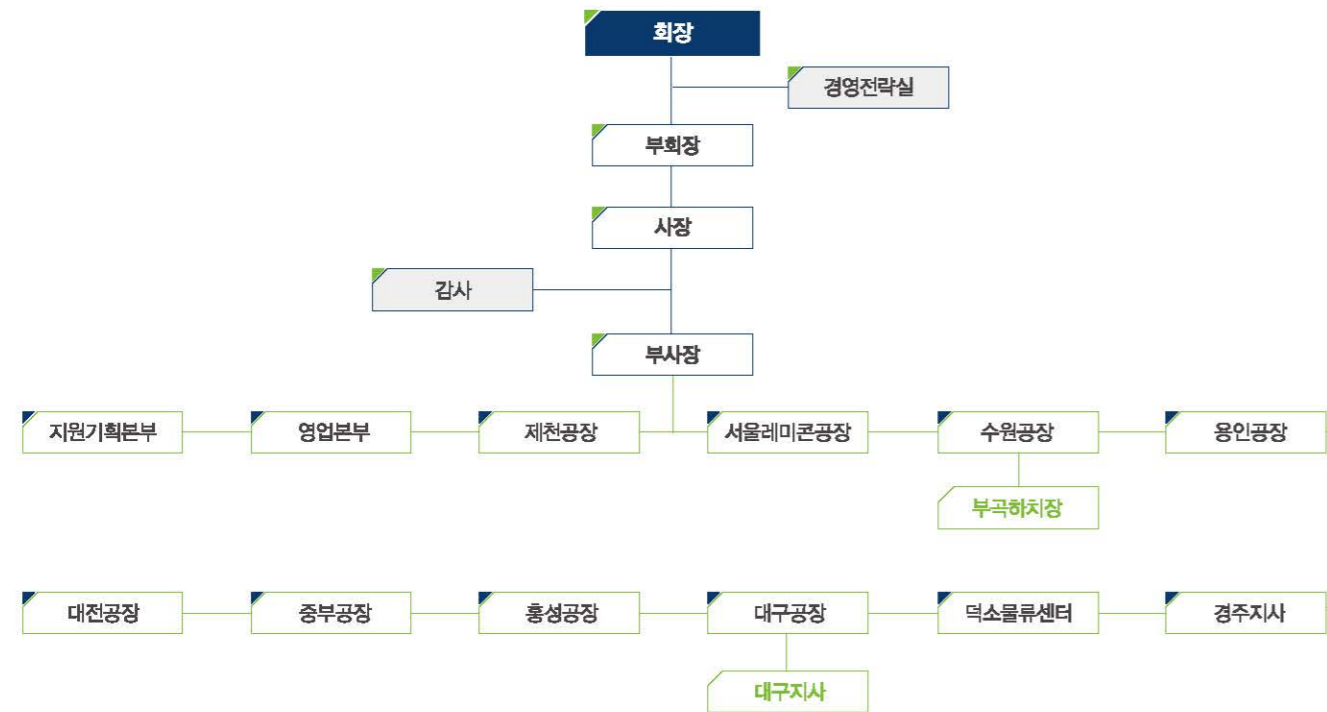 회장
경영전략실
부회장
사장
감사
부사장
지원기획본부 영업본부 제천공장 서울레미콘공장 수원공장 용인공장
부곡하치장
대전공장 중부공장 홍성공장 대구공장 덕소물류센터 경주지사
대구지사